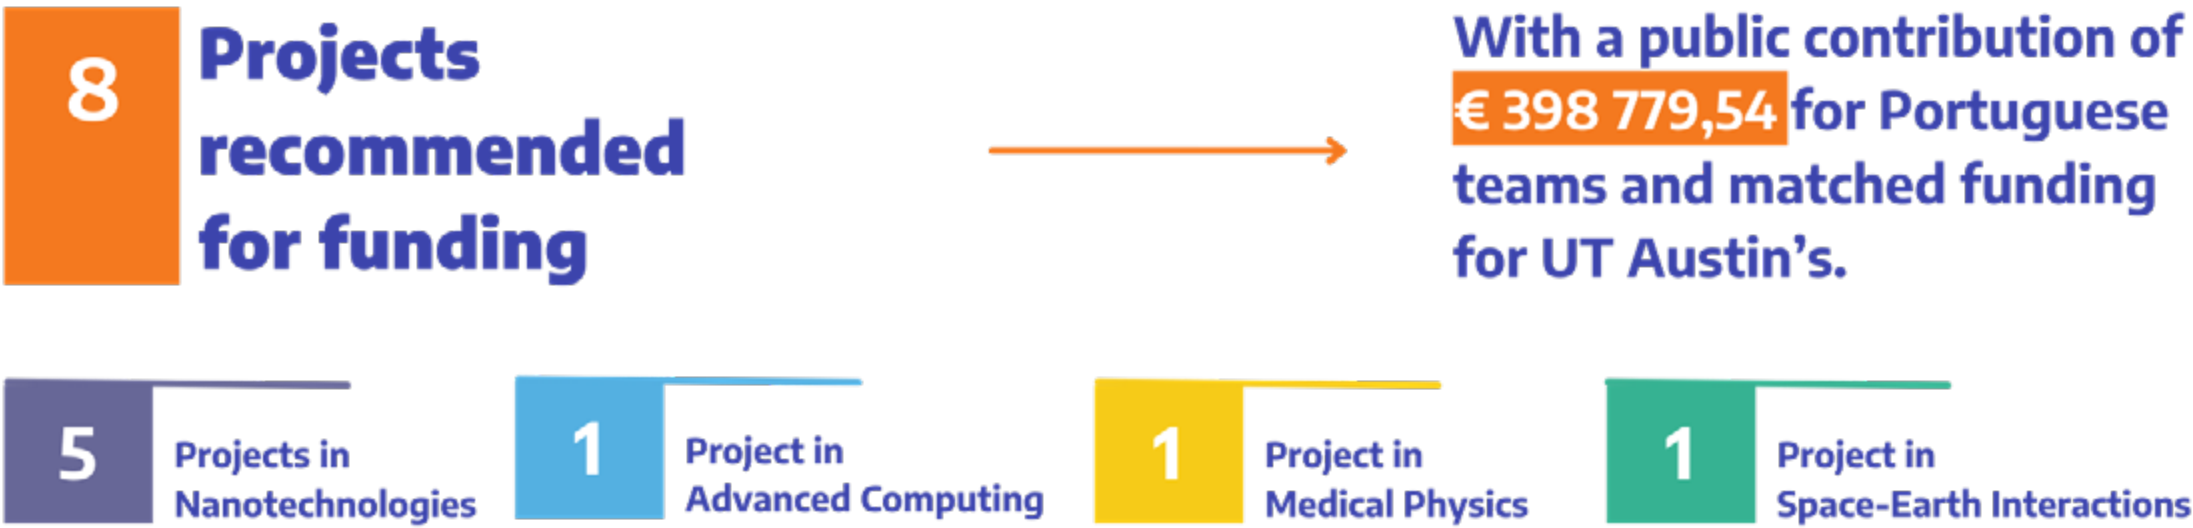 8
Projects
recommended
for funding
With a public contribution of
€ 398 779,54 for Portuguese
teams and matched funding
for UT Austin’s.
5
Projects in
Nanotechnologies
1
Project in
Advanced Computing
1
Project in
Medical Physics
1
Project in
Space-Earth Interactions